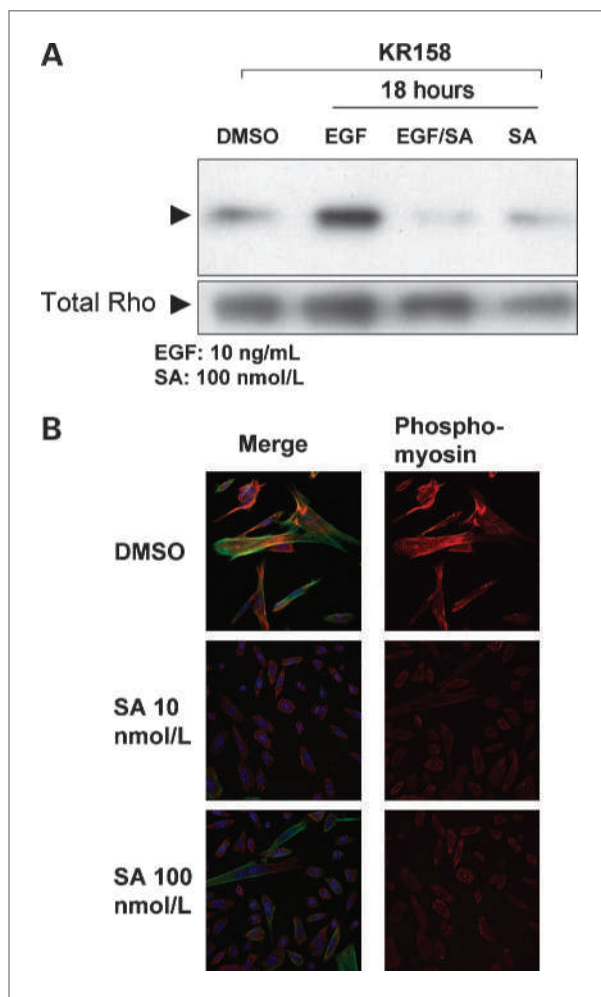 A
KR158
18 hours
DMSO EGF EGF/SA SA
Total Rho
EGF: 10 ng/mL
SA: 100 nmol/L
B
Merge Phospho-
myosin
DMSO
SA 10
nmol/L
SA 100
nmol/L